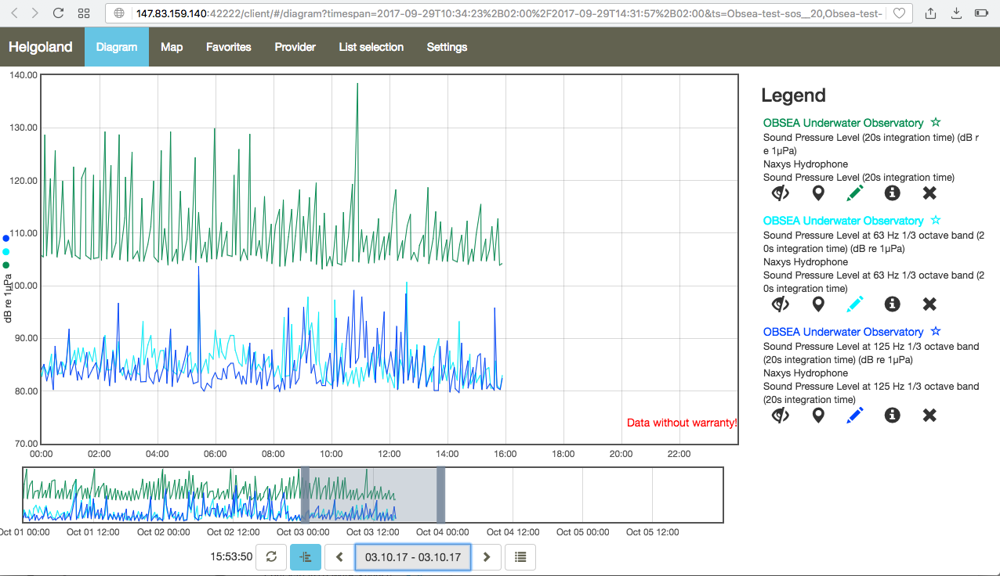 147.83.159.140:42222/client/#/diagram?timespan=2017-09-29T10:34:23%2B02:00%2F2017-09-29T14:31:57%2B02:00&ts=Obsea-test-sos__20,Obsea-test-
Helgoland Diagram Map Favorites Provider List selection Settings
140.00
130.00
120.00
110.00
100.00
90.00
80.00
70.00
dB re 1µPa
Data without warranty!
00:00 02:00 04:00 06:00 08:00 10:00 12:00 14:00 16:00 18:00 20:00 22:00
Legend
OBSEA Underwater Observatory
Sound Pressure Level (20s integration time) (dB r
e 1µPa)
Naxys Hydrophone
Sound Pressure Level (20s integration time)
OBSEA Underwater Observatory
Sound Pressure Level at 63 Hz 1/3 octave band (2
0s integration time) (dB re 1µPa)
Naxys Hydrophone
Sound Pressure Level at 63 Hz 1/3 octave band (2
0s integration time)
OBSEA Underwater Observatory
Sound Pressure Level at 125 Hz 1/3 octave band
(20s integration time) (dB re 1µPa)
Naxys Hydrophone
Sound Pressure Level at 125 Hz 1/3 octave band
(20s integration time)
Oct 01 00:00 Oct 01 12:00 Oct 02 00:00 Oct 02 12:00 Oct 03 00:00 Oct 03 12:00 Oct 04 00:00 Oct 04 12:00 Oct 05 00:00 Oct 05 12:00
15:53:50 03.10.17 - 03.10.17